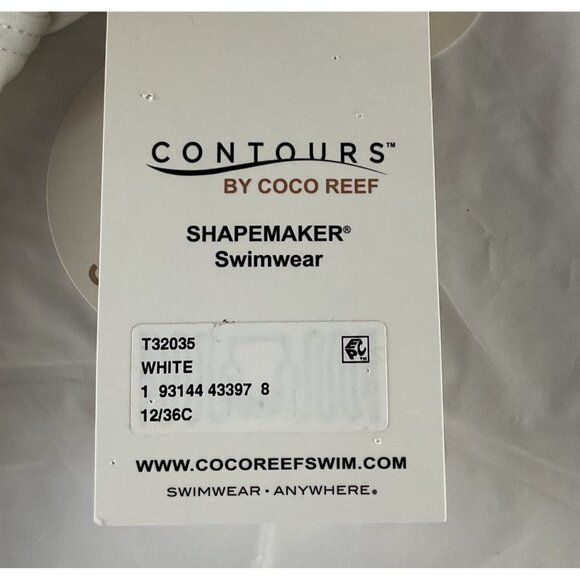 CONTOURS™
BY COCO REEF
SHAPEMAKER®
Swimwear
T32035
WHITE
1 93144 43397 8
12/36C
EPC™
WWW.COCOREEFSWIM.COM
SWIMWEAR · ANYWHERE®